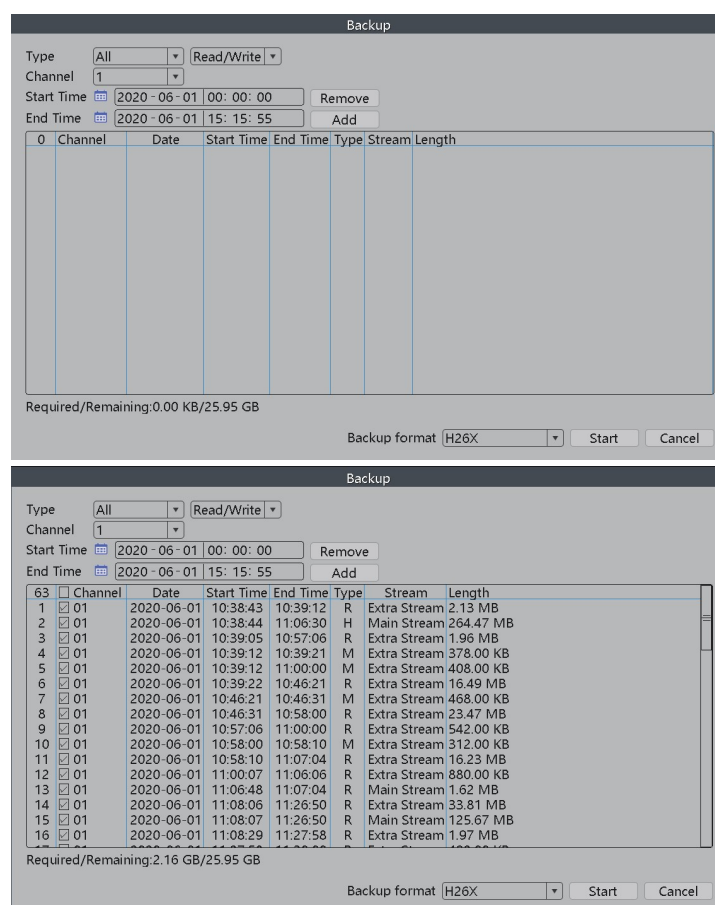 Backup
Type All Read/Write
Channel 1
Start Time 2020-06-01 00:00:00 Remove
End Time 2020-06-01 15:15:55 Add
0 Channel Date Start Time End Time Type Stream Length
Required/Remaining:0.00 KB/25.95 GB
Backup format H26X Start Cancel
Backup
Type All Read/Write
Channel 1
Start Time 2020-06-01 00:00:00 Remove
End Time 2020-06-01 15:15:55 Add
63 Channel Date Start Time End Time Type Stream Length
1 01 2020-06-01 10:38:43 10:39:12 R Extra Stream 2.13 MB
2 01 2020-06-01 10:38:44 11:06:30 H Main Stream 264.47 MB
3 01 2020-06-01 10:39:05 10:57:06 R Extra Stream 1.96 MB
4 01 2020-06-01 10:39:12 10:39:21 M Extra Stream 378.00 KB
5 01 2020-06-01 10:39:12 11:00:00 M Extra Stream 408.00 KB
6 01 2020-06-01 10:39:22 10:46:21 R Extra Stream 16.49 MB
7 01 2020-06-01 10:46:21 10:46:31 M Extra Stream 468.00 KB
8 01 2020-06-01 10:46:31 10:58:00 R Extra Stream 23.47 MB
9 01 2020-06-01 10:57:06 11:00:00 R Extra Stream 542.00 KB
10 01 2020-06-01 10:58:00 10:58:10 M Extra Stream 312.00 KB
11 01 2020-06-01 10:58:10 11:07:04 R Extra Stream 16.23 MB
12 01 2020-06-01 11:00:07 11:06:06 R Extra Stream 880.00 KB
13 01 2020-06-01 11:06:48 11:07:04 R Main Stream 1.62 MB
14 01 2020-06-01 11:08:06 11:26:50 R Extra Stream 33.81 MB
15 01 2020-06-01 11:08:07 11:26:50 R Main Stream 125.67 MB
16 01 2020-06-01 11:08:29 11:27:58 R Extra Stream 1.97 MB
Required/Remaining:2.16 GB/25.95 GB
Backup format H26X Start Cancel